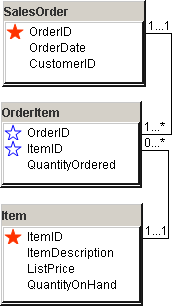 SalesOrder
OrderID
OrderDate
CustomerID
1...1
OrderItem
1...*
OrderID
0...*
ItemID
QuantityOrdered
Item
1...1
ItemID
ItemDescription
ListPrice
QuantityOnHand